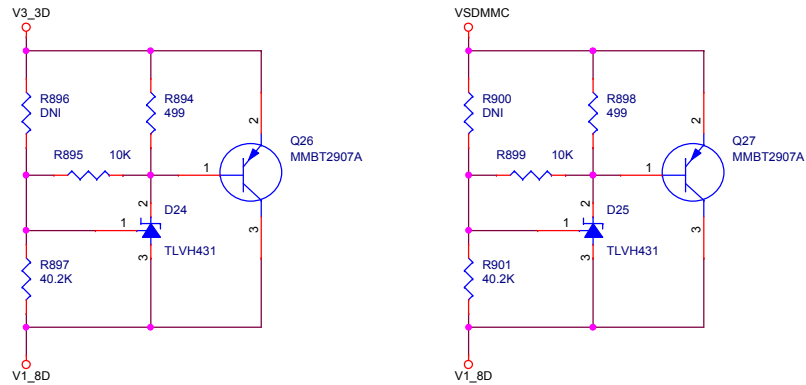 V3_3D
R896
DNI
R894
499
2
Q26
MMBT2907A
R895 10K
1
2
D24
1
TLVH431
3
3
R897
40.2K
V1_8D
VSDMMC
R900
DNI
R898
499
2
Q27
MMBT2907A
R899 10K
1
2
D25
1
TLVH431
3
3
R901
40.2K
V1_8D